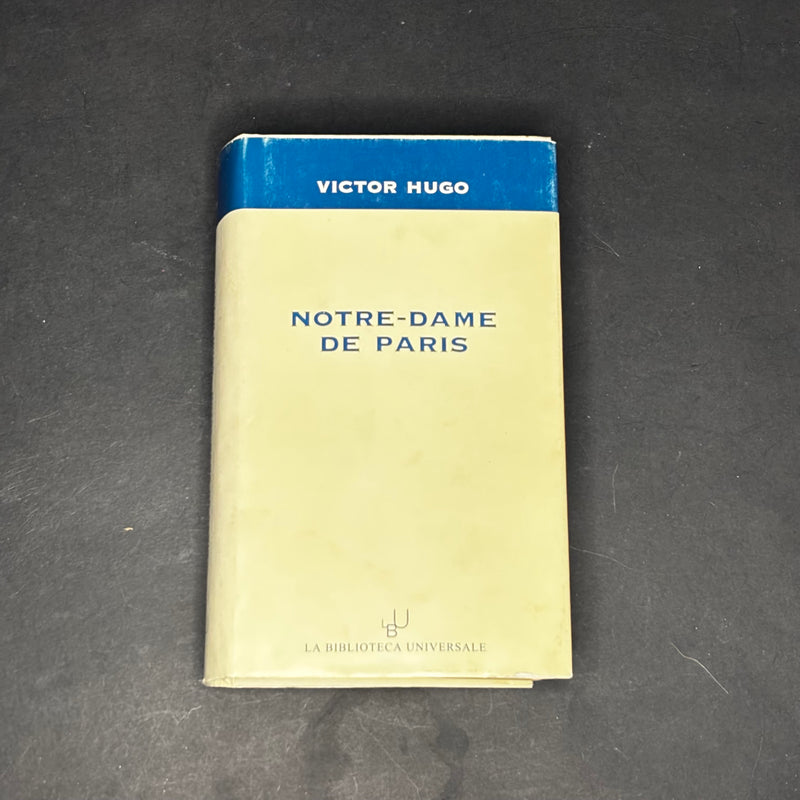 VICTOR HUGO
NOTRE-DAME
DE PARIS
LBU
LA BIBLIOTECA UNIVERSALE